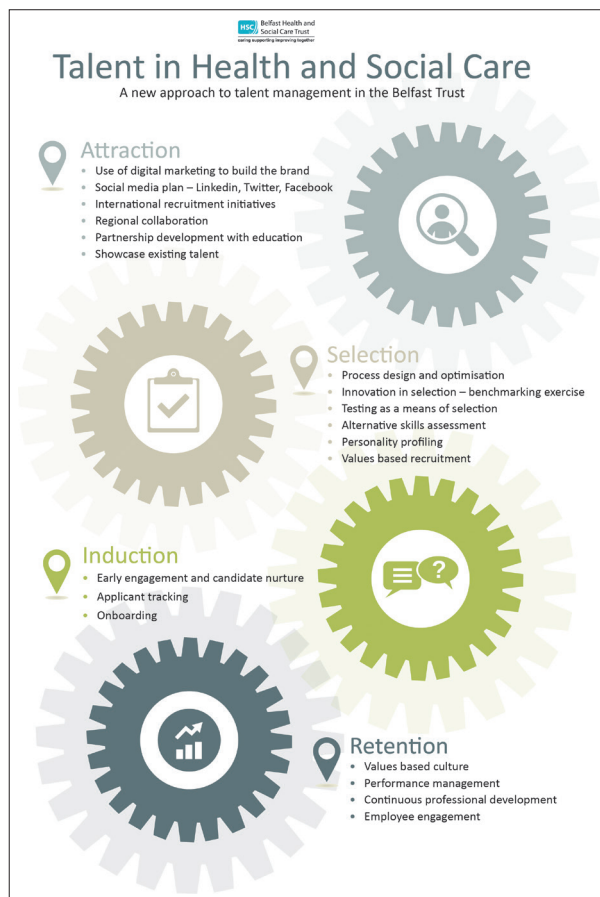 HSC
Belfast Health and
Social Care Trust
caring supporting improving together
Talent in Health and Social Care
A new approach to talent management in the Belfast Trust
Attraction
• Use of digital marketing to build the brand
• Social media plan – Linkedin, Twitter, Facebook
• International recruitment initiatives
• Regional collaboration
• Partnership development with education
• Showcase existing talent
Selection
• Process design and optimisation
• Innovation in selection – benchmarking exercise
• Testing as a means of selection
• Alternative skills assessment
• Personality profiling
• Values based recruitment
Induction
• Early engagement and candidate nurture
• Applicant tracking
• Onboarding
?
Retention
• Values based culture
• Performance management
• Continuous professional development
• Employee engagement